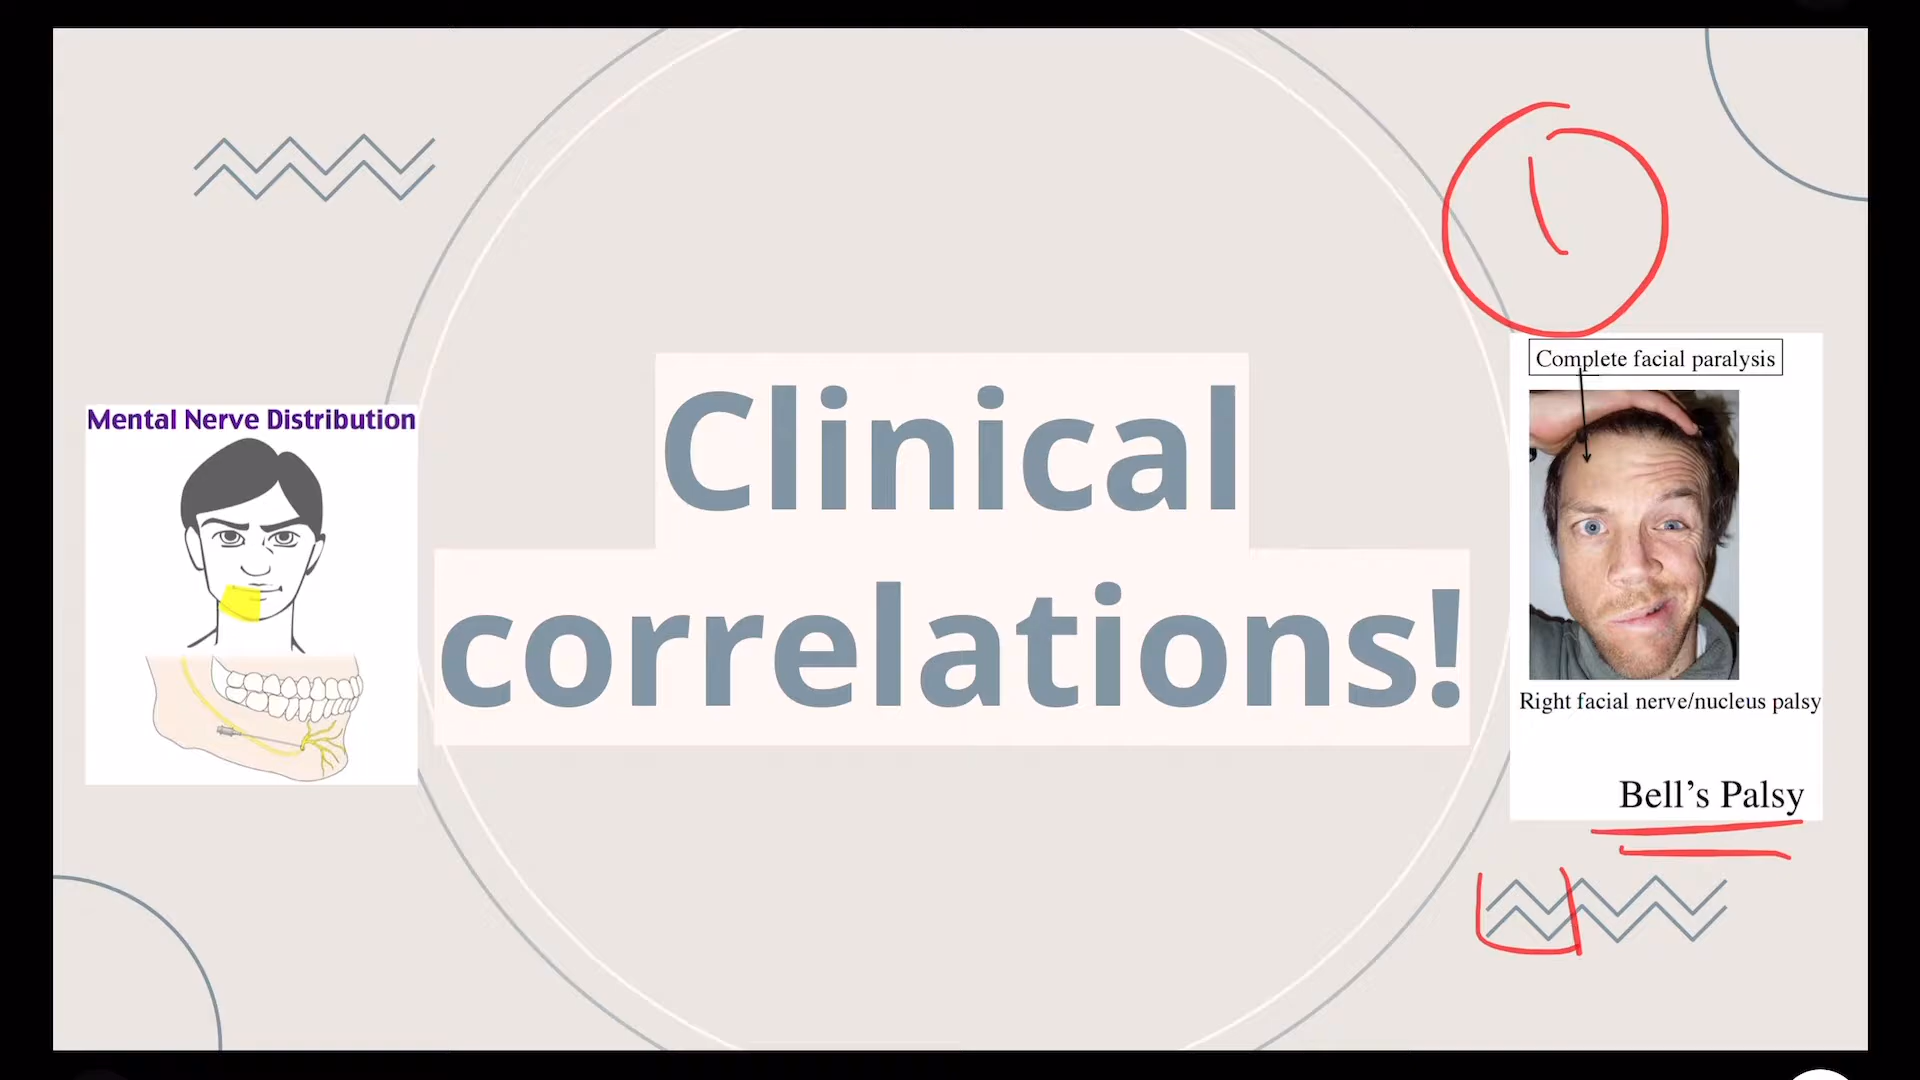 Mental Nerve Distribution
Clinical
correlations!
Complete facial paralysis
Right facial nerve/nucleus palsy
Bell’s Palsy